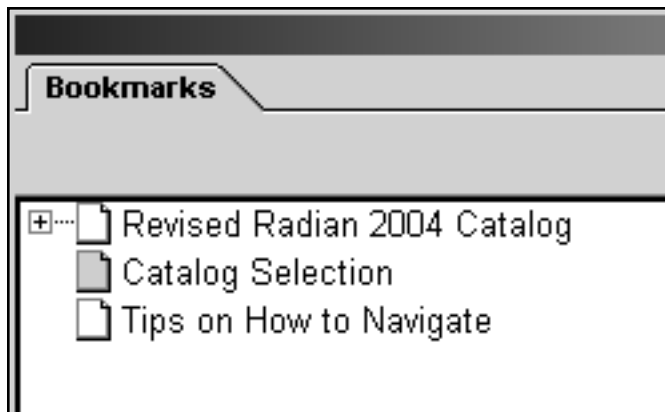 Bookmarks
Revised Radian 2004 Catalog
Catalog Selection
Tips on How to Navigate